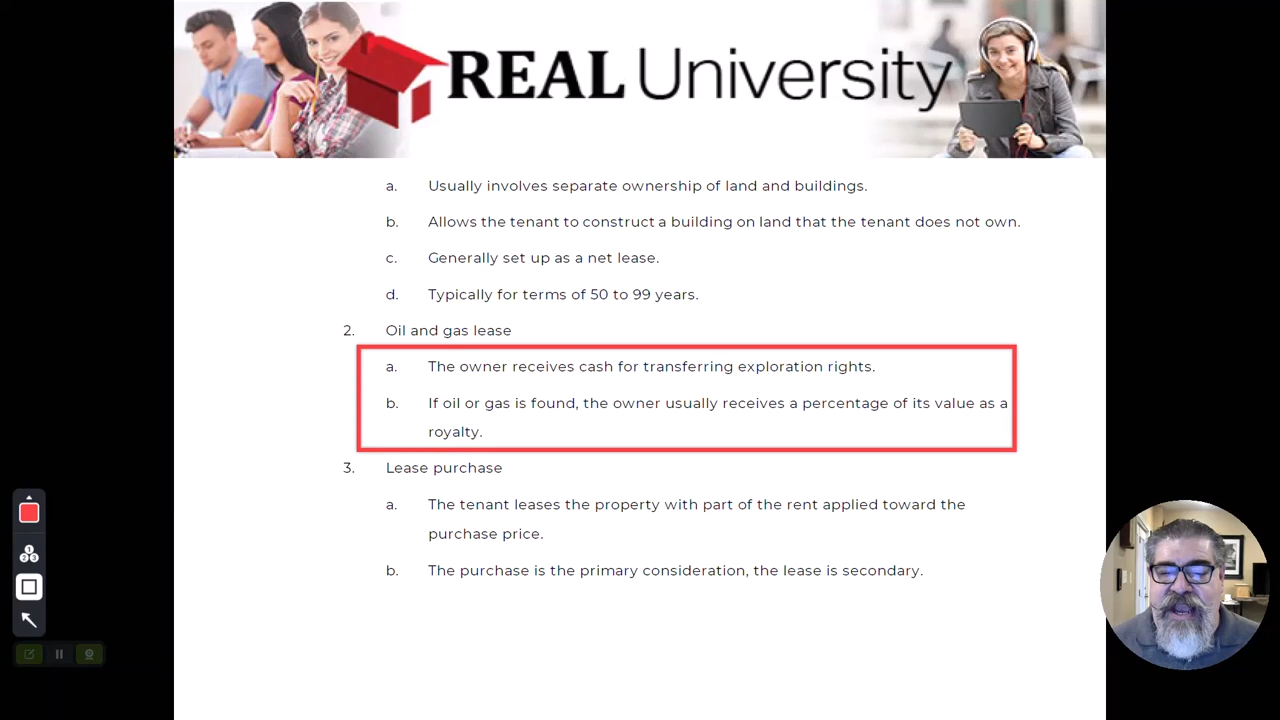 REAL University
a. Usually involves separate ownership of land and buildings.
b. Allows the tenant to construct a building on land that the tenant does not own.
c. Generally set up as a net lease.
d. Typically for terms of 50 to 99 years.
2. Oil and gas lease
a. The owner receives cash for transferring exploration rights.
b. If oil or gas is found, the owner usually receives a percentage of its value as a
royalty.
3. Lease purchase
a. The tenant leases the property with part of the rent applied toward the
purchase price.
b. The purchase is the primary consideration, the lease is secondary.